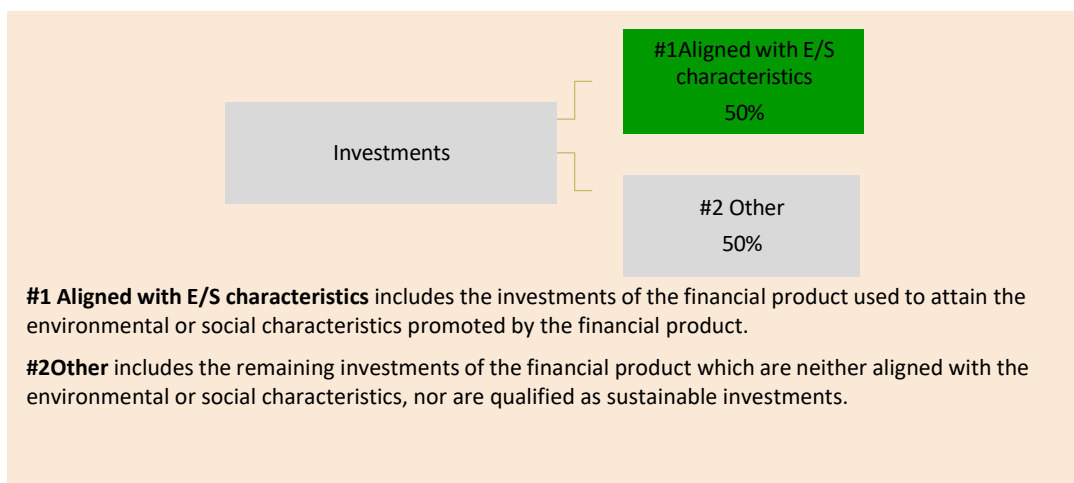 #1Aligned with E/S
characteristics
50%
Investments
#2 Other
50%
#1 Aligned with E/S characteristics includes the investments of the financial product used to attain the
environmental or social characteristics promoted by the financial product.
#2Other includes the remaining investments of the financial product which are neither aligned with the
environmental or social characteristics, nor are qualified as sustainable investments.